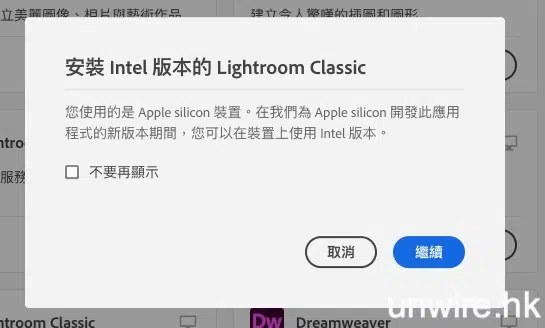 立美麗圖像、相片與藝術作品
建立令人驚嘆的插圖和圖形
安裝 Intel 版本的 Lightroom Classic
您使用的是 Apple silicon 裝置。在我們為 Apple silicon 開發此應用
程式的新版本期間，您可以在裝置上使用 Intel 版本。
不要再顯示
服務
取消
繼續
unwire.hk
room Classic
Dw
Dreamweaver